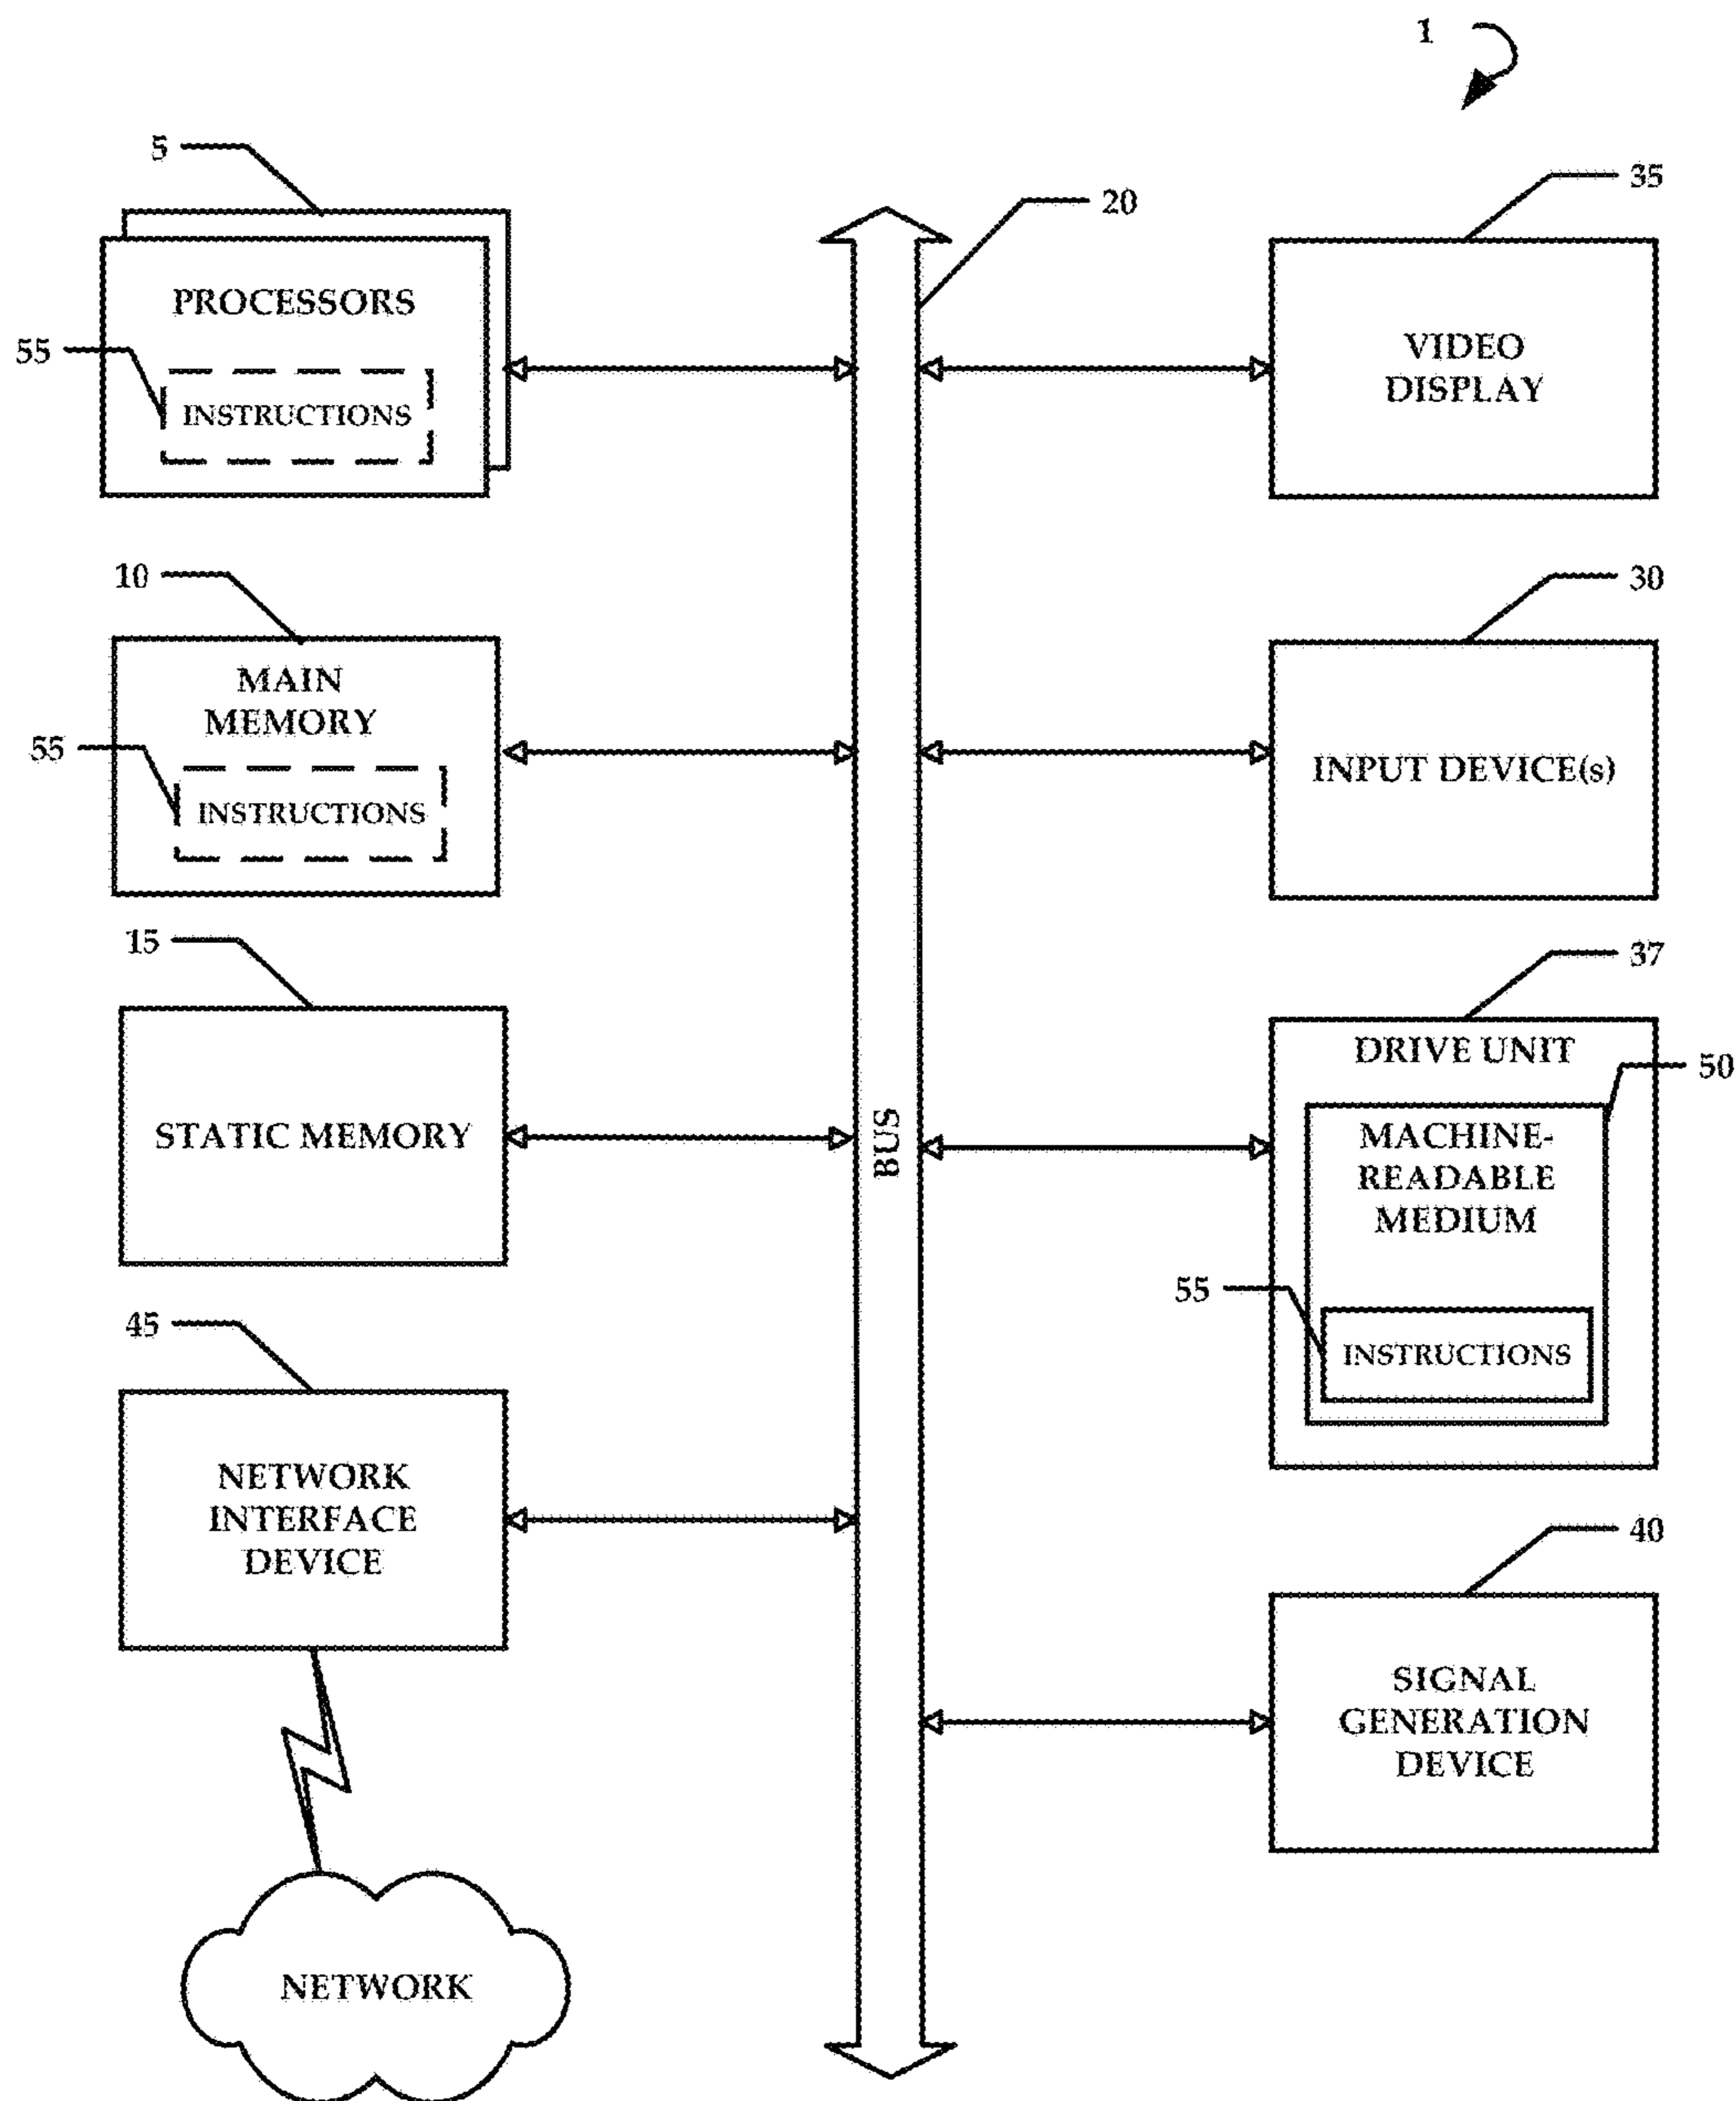 1
5
PROCESSORS
55
INSTRUCTIONS
20
35
VIDEO
DISPLAY
10
MAIN
MEMORY
55
INSTRUCTIONS
30
INPUT DEVICE(s)
15
STATIC MEMORY
BUS
37
DRIVE UNIT
50
MACHINE-
READABLE
MEDIUM
55
INSTRUCTIONS
45
NETWORK
INTERFACE
DEVICE
40
SIGNAL
GENERATION
DEVICE
NETWORK